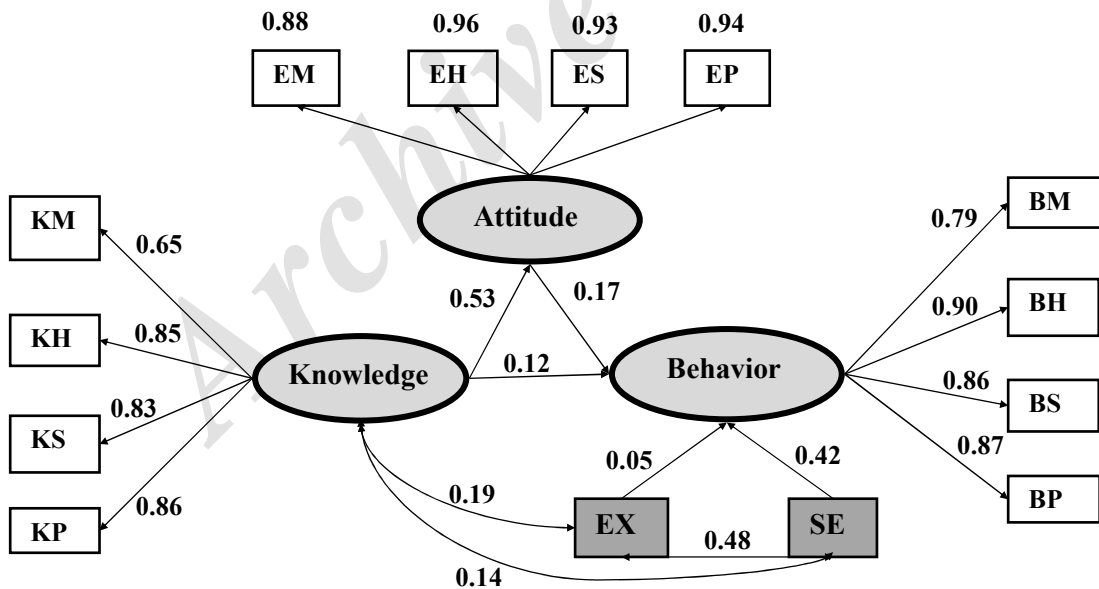 0.88 0.96 0.93 0.94
EM EH ES EP
Archive
Attitude
KM
0.65
KH
0.85
KS
0.83
KP
0.86
0.53
0.17
Knowledge
0.12
Behavior
BM
0.79
BH
0.90
BS
0.86
BP
0.87
0.05
0.42
0.19
EX
SE
0.48
0.14